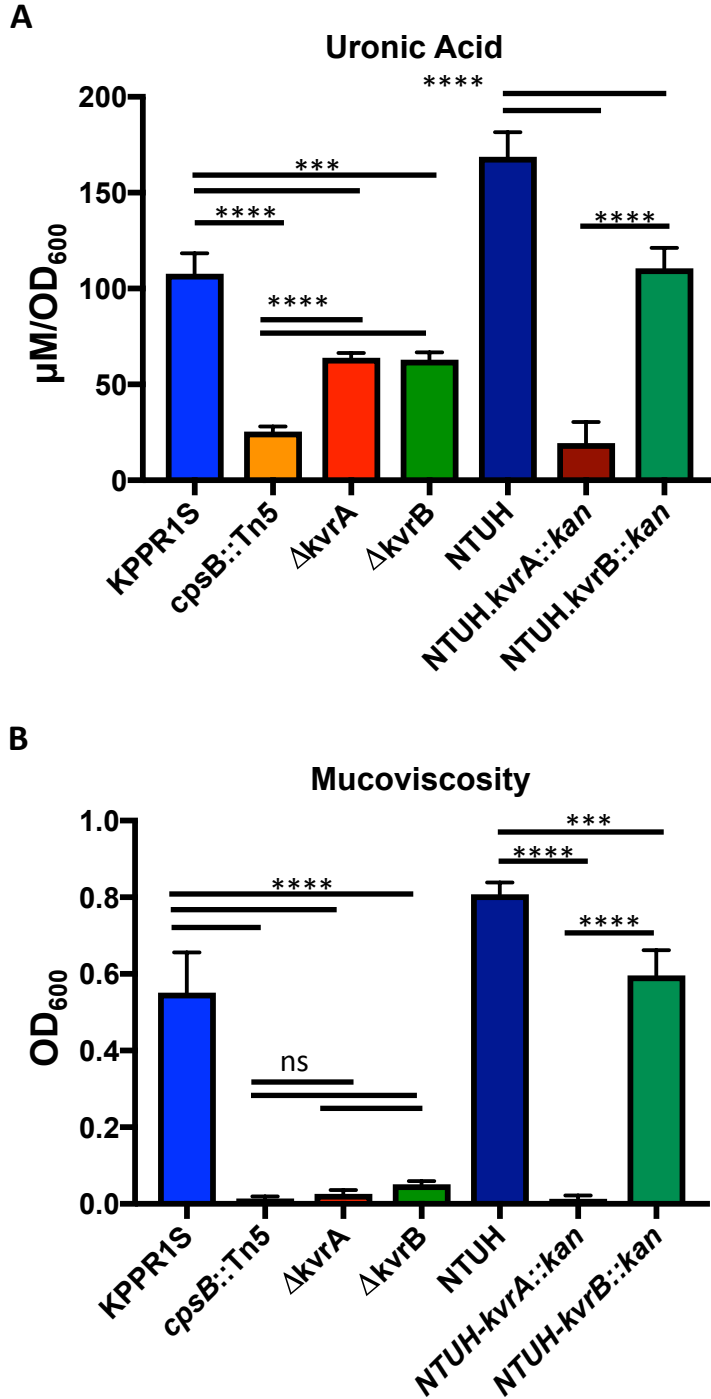 A
Uronic Acid
****
200
***
150
****
****
μM/OD600
100
****
50
0
KPPR1S
cpsB::Tn5
ΔkvrA
ΔkvrB
NTUH
NTUH.kvrA::kan
NTUH.kvrB::kan
B
Mucoviscosity
1.0
***
****
****
0.8
****
0.6
OD600
0.4
ns
0.2
0.0
KPPR1S
cpsB::Tn5
ΔkvrA
ΔkvrB
NTUH
NTUH-kvrA::kan
NTUH-kvrB::kan